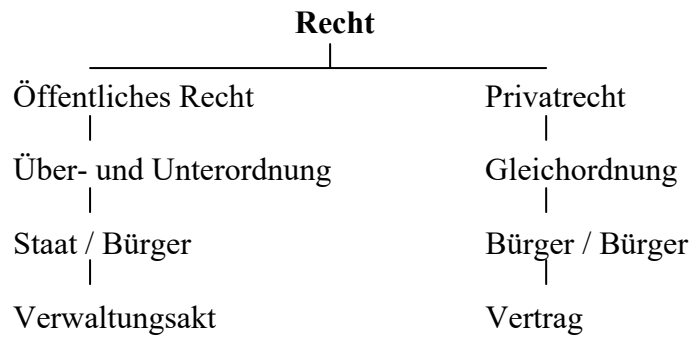 Recht
Öffentliches Recht Privatrecht
Über- und Unterordnung Gleichordnung
Staat / Bürger Bürger / Bürger
Verwaltungsakt Vertrag